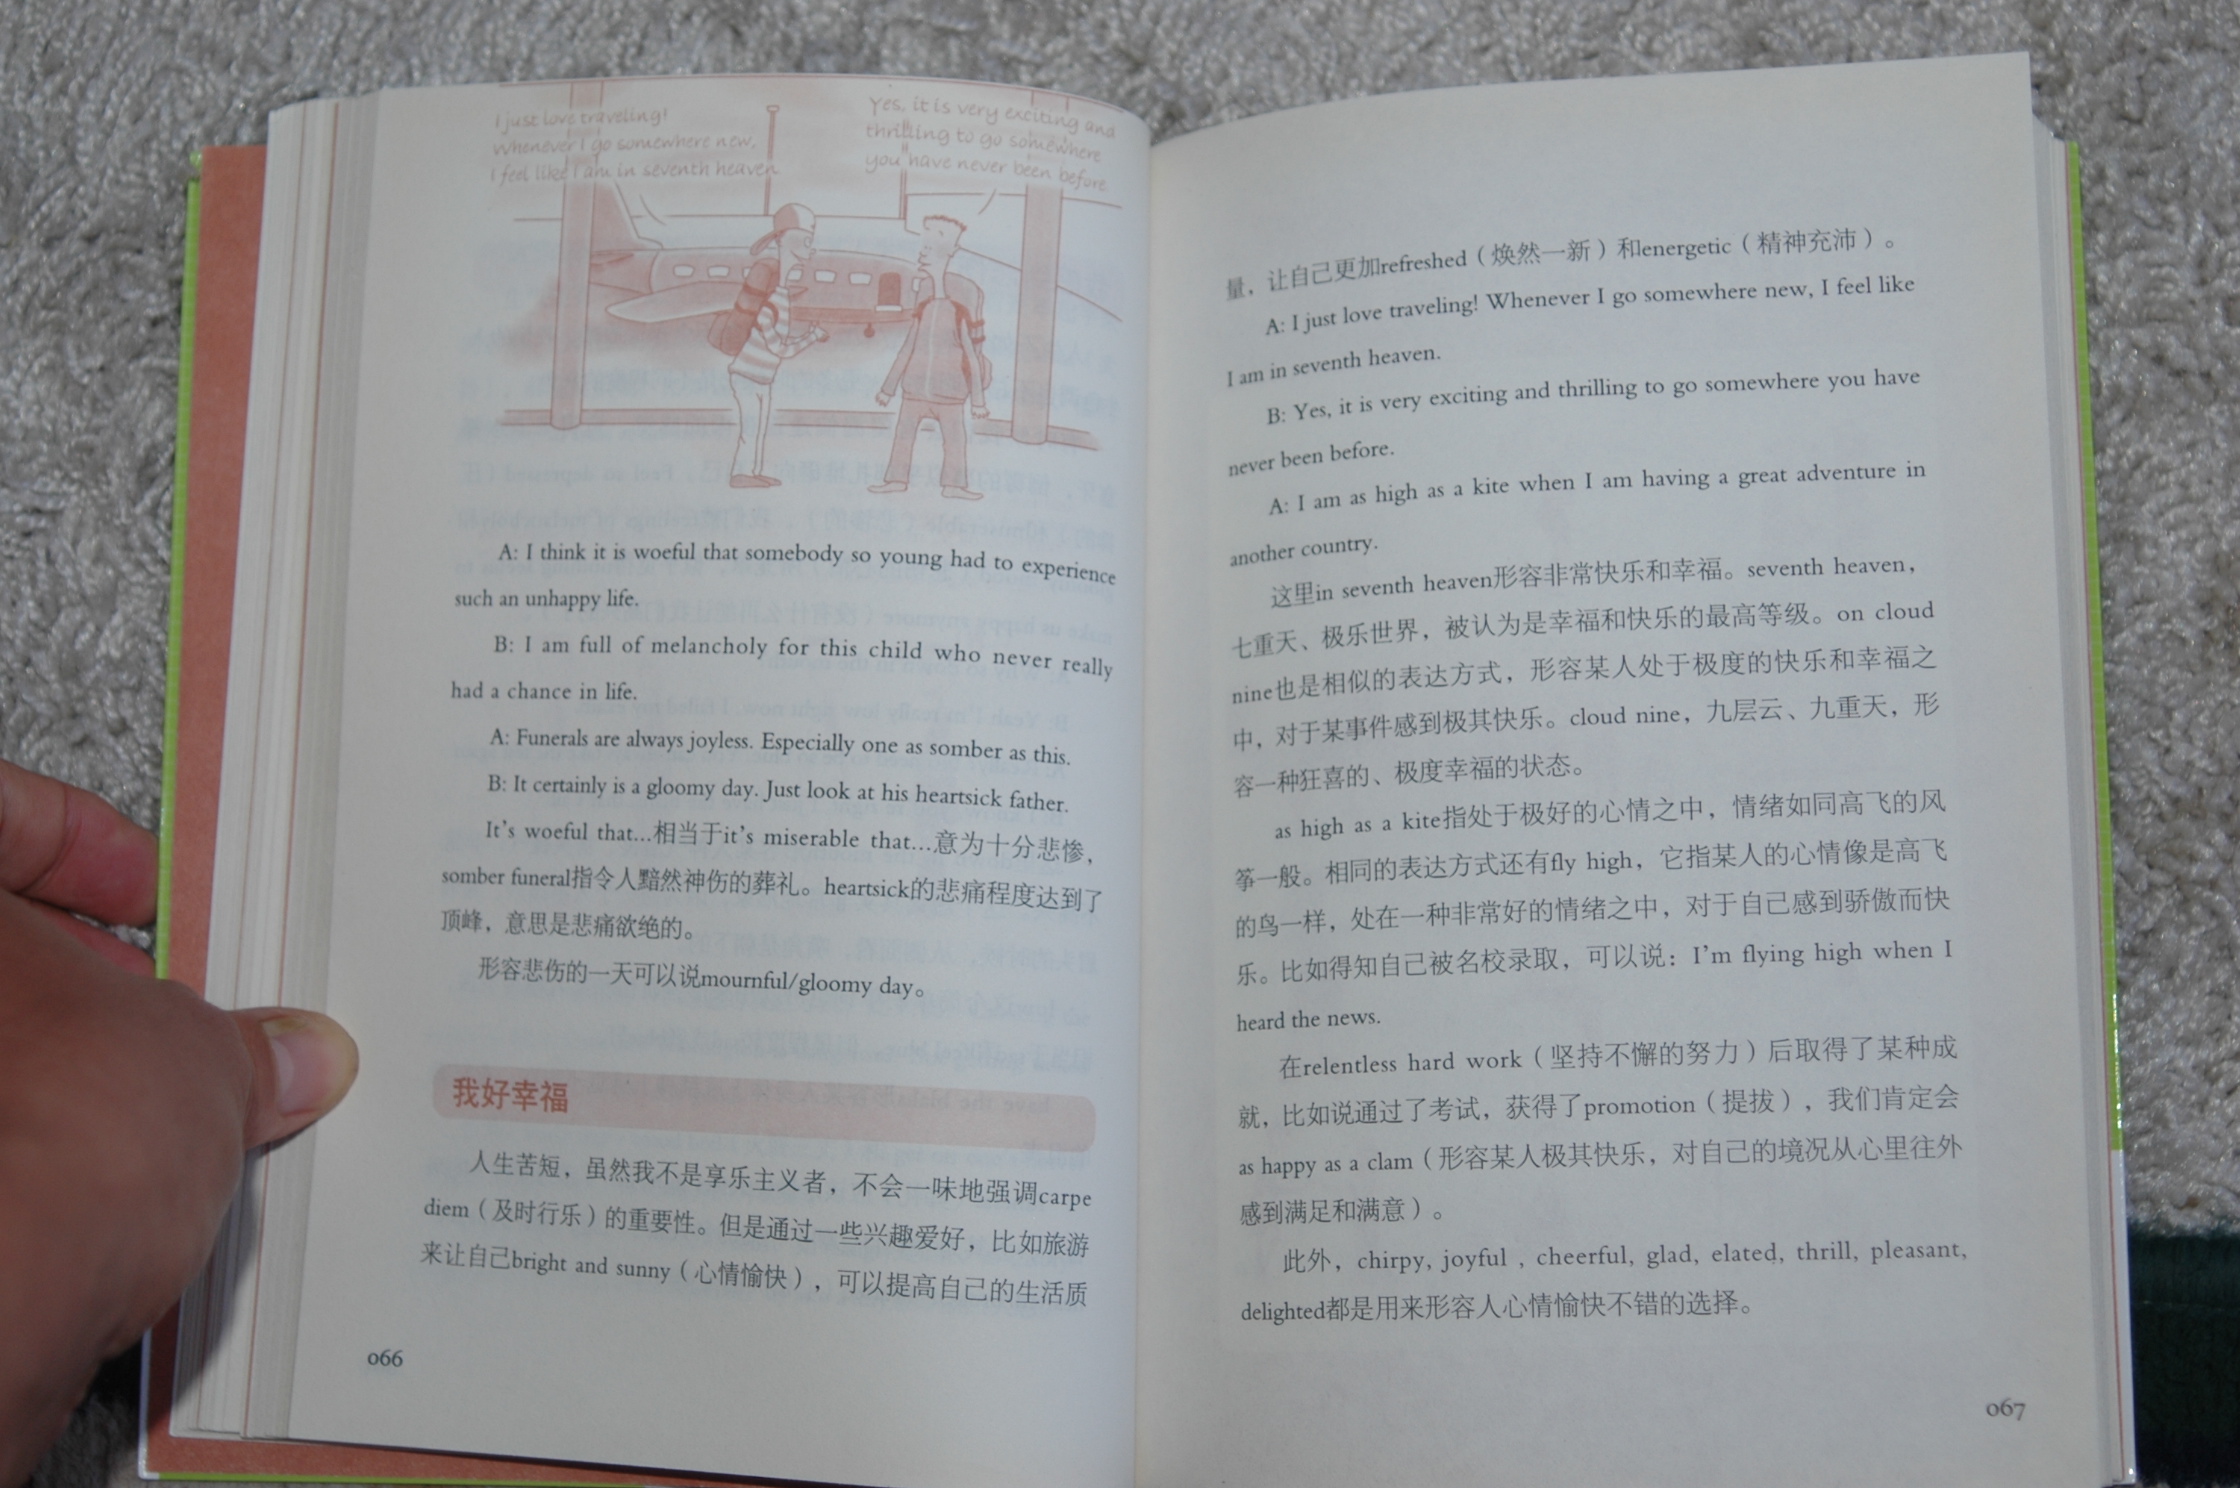 I just love traveling!
Whenever I go somewhere new,
I feel like I am in seventh heaven
Yes, it is very exciting and
thrilling to go somewhere
you have never been before
A: I think it is woeful that somebody so young had to experience
such an unhappy life.
B: I am full of melancholy for this child who never really
had a chance in life.
A: Funerals are always joyless. Especially one as somber as this.
B: It certainly is a gloomy day. Just look at his heartsick father.
It's woeful that…相当于it's miserable that…意为十分悲惨，
somber funeral指令人黯然神伤的葬礼。heartsick的悲痛程度达到了
顶峰，意思是悲痛欲绝的。
形容悲伤的一天可以说mournful/gloomy day。
我好幸福
人生苦短，虽然我不是享乐主义者，不会一味地强调carpe
diem（及时行乐）的重要性。但是通过一些兴趣爱好，比如旅游
来让自己bright and sunny（心情愉快），可以提高自己的生活质
066
量，让自己更加refreshed（焕然一新）和energetic（精神充沛）。
A: I just love traveling! Whenever I go somewhere new, I feel like
I am in seventh heaven.
B: Yes, it is very exciting and thrilling to go somewhere you have
never been before.
A: I am as high as a kite when I am having a great adventure in
another country.
这里in seventh heaven形容非常快乐和幸福。seventh heaven，
七重天、极乐世界，被认为是幸福和快乐的最高等级。on cloud
nine也是相似的表达方式，形容某人处于极度的快乐和幸福之
中，对于某事件感到极其快乐。cloud nine，九层云、九重天，形
容一种狂喜的、极度幸福的状态。
as high as a kite指处于极好的心情之中，情绪如同高飞的风
筝一般。相同的表达方式还有fly high，它指某人的心情像是高飞
的鸟一样，处在一种非常好的情绪之中，对于自己感到骄傲而快
乐。比如得知自己被名校录取，可以说：I'm flying high when I
heard the news.
在relentless hard work（坚持不懈的努力）后取得了某种成
就，比如说通过了考试，获得了promotion（提拔），我们肯定会
as happy as a clam（形容某人极其快乐，对自己的境况从心里往外
感到满足和满意）。
此外，chirpy, joyful , cheerful, glad, elated, thrill, pleasant,
delighted都是用来形容人心情愉快不错的选择。
067